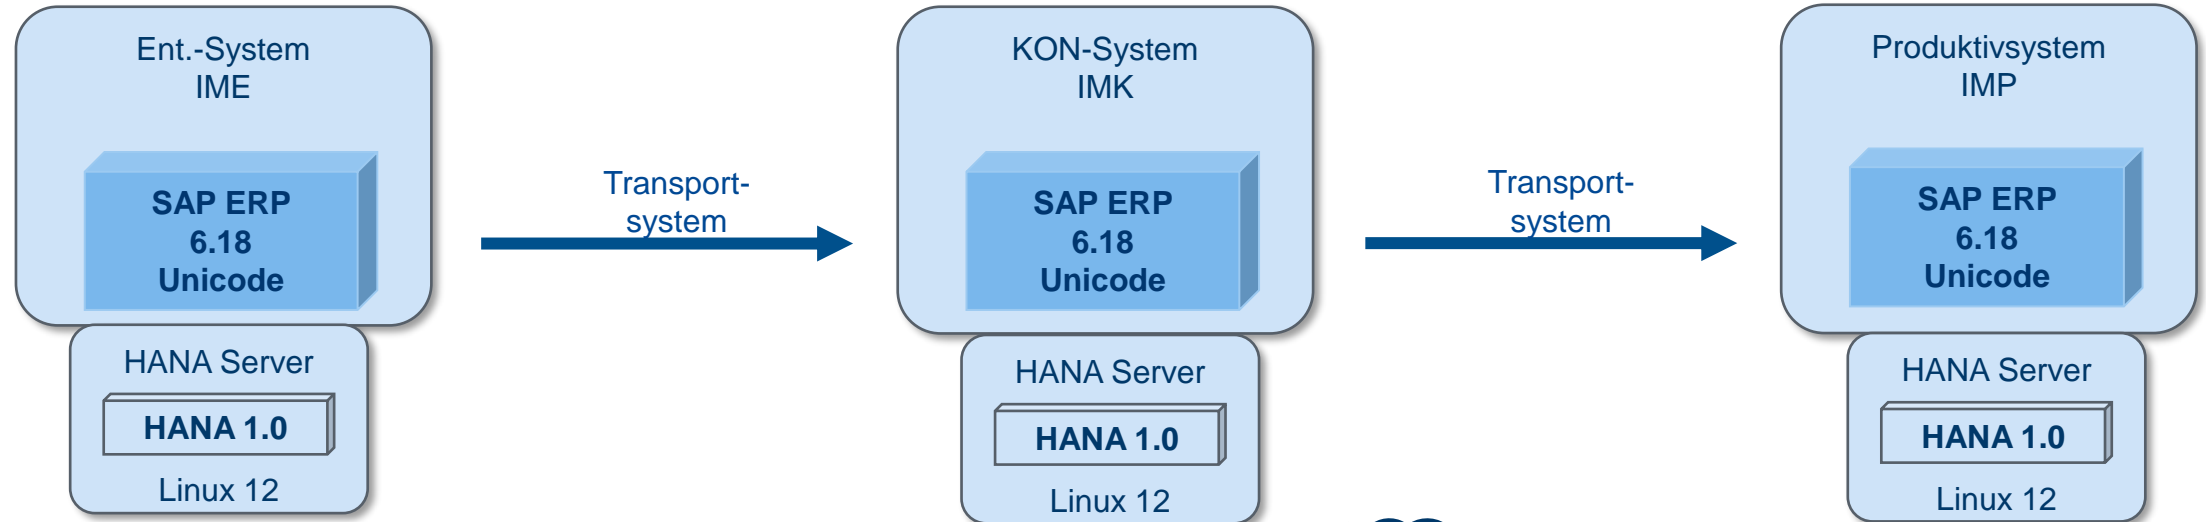 Ent.-System
IME
SAP ERP
6.18
Unicode
HANA Server
HANA 1.0
Linux 12
Transport-
system
KON-System
IMK
SAP ERP
6.18
Unicode
HANA Server
HANA 1.0
Linux 12
Transport-
system
Produktivsystem
IMP
SAP ERP
6.18
Unicode
HANA Server
HANA 1.0
Linux 12